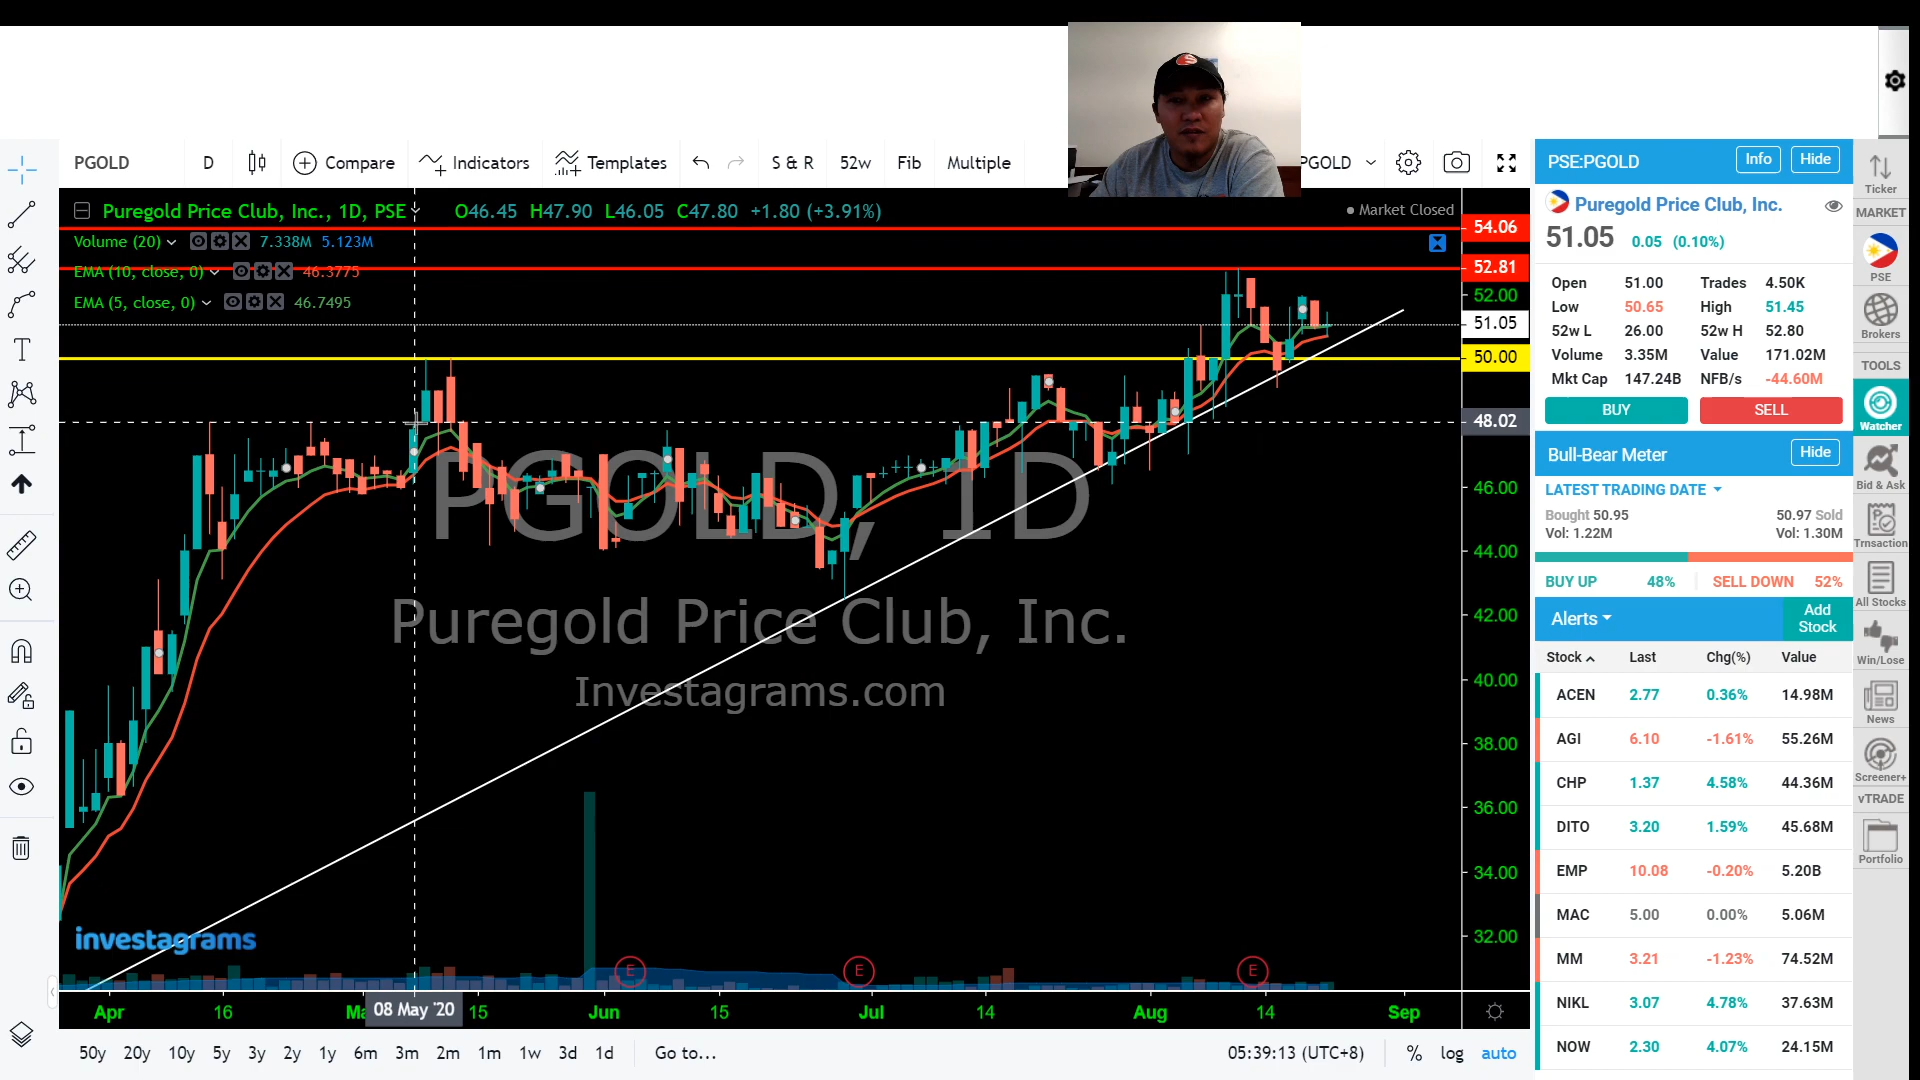 PGOLD D Compare Indicators Templates S & R 52w Fib Multiple PGOLD
Puregold Price Club, Inc., 1D, PSE O46.45 H47.90 L46.05 C47.80 +1.80 (+3.91%) Market Closed
Volume (20) 7.338M 5.123M
EMA (10, close, 0) 46.3775
EMA (5, close, 0) 46.7495
54.06
52.81
52.00
51.05
50.00
48.02
46.00
44.00
42.00
40.00
38.00
36.00
34.00
32.00
PGOLD, 1D
Puregold Price Club, Inc.
Investagrams.com
investagrams
E E E
Apr 16 Ma 08 May '20 15 Jun 15 Jul 14 Aug 14 Sep
50y 20y 10y 5y 3y 2y 1y 6m 3m 2m 1m 1w 3d 1d Go to... 05:39:13 (UTC+8) % log auto
PSE:PGOLD Info Hide
Puregold Price Club, Inc.
51.05 0.05 (0.10%)
Open 51.00 Trades 4.50K
Low 50.65 High 51.45
52w L 26.00 52w H 52.80
Volume 3.35M Value 171.02M
Mkt Cap 147.24B NFB/s -44.60M
BUY SELL
Bull-Bear Meter Hide
LATEST TRADING DATE
Bought 50.95 50.97 Sold
Vol: 1.22M Vol: 1.30M
BUY UP 48% SELL DOWN 52%
Alerts Add Stock
Stock Last Chg(%) Value
ACEN 2.77 0.36% 14.98M
AGI 6.10 -1.61% 55.26M
CHP 1.37 4.58% 44.36M
DITO 3.20 1.59% 45.68M
EMP 10.08 -0.20% 5.20B
MAC 5.00 0.00% 5.06M
MM 3.21 -1.23% 74.52M
NIKL 3.07 4.78% 37.63M
NOW 2.30 4.07% 24.15M
Ticker
MARKET
PSE
Brokers
TOOLS
Watcher
Bid & Ask
Trnsaction
All Stocks
Win/Lose
News
Screener+
vTRADE
Portfolio